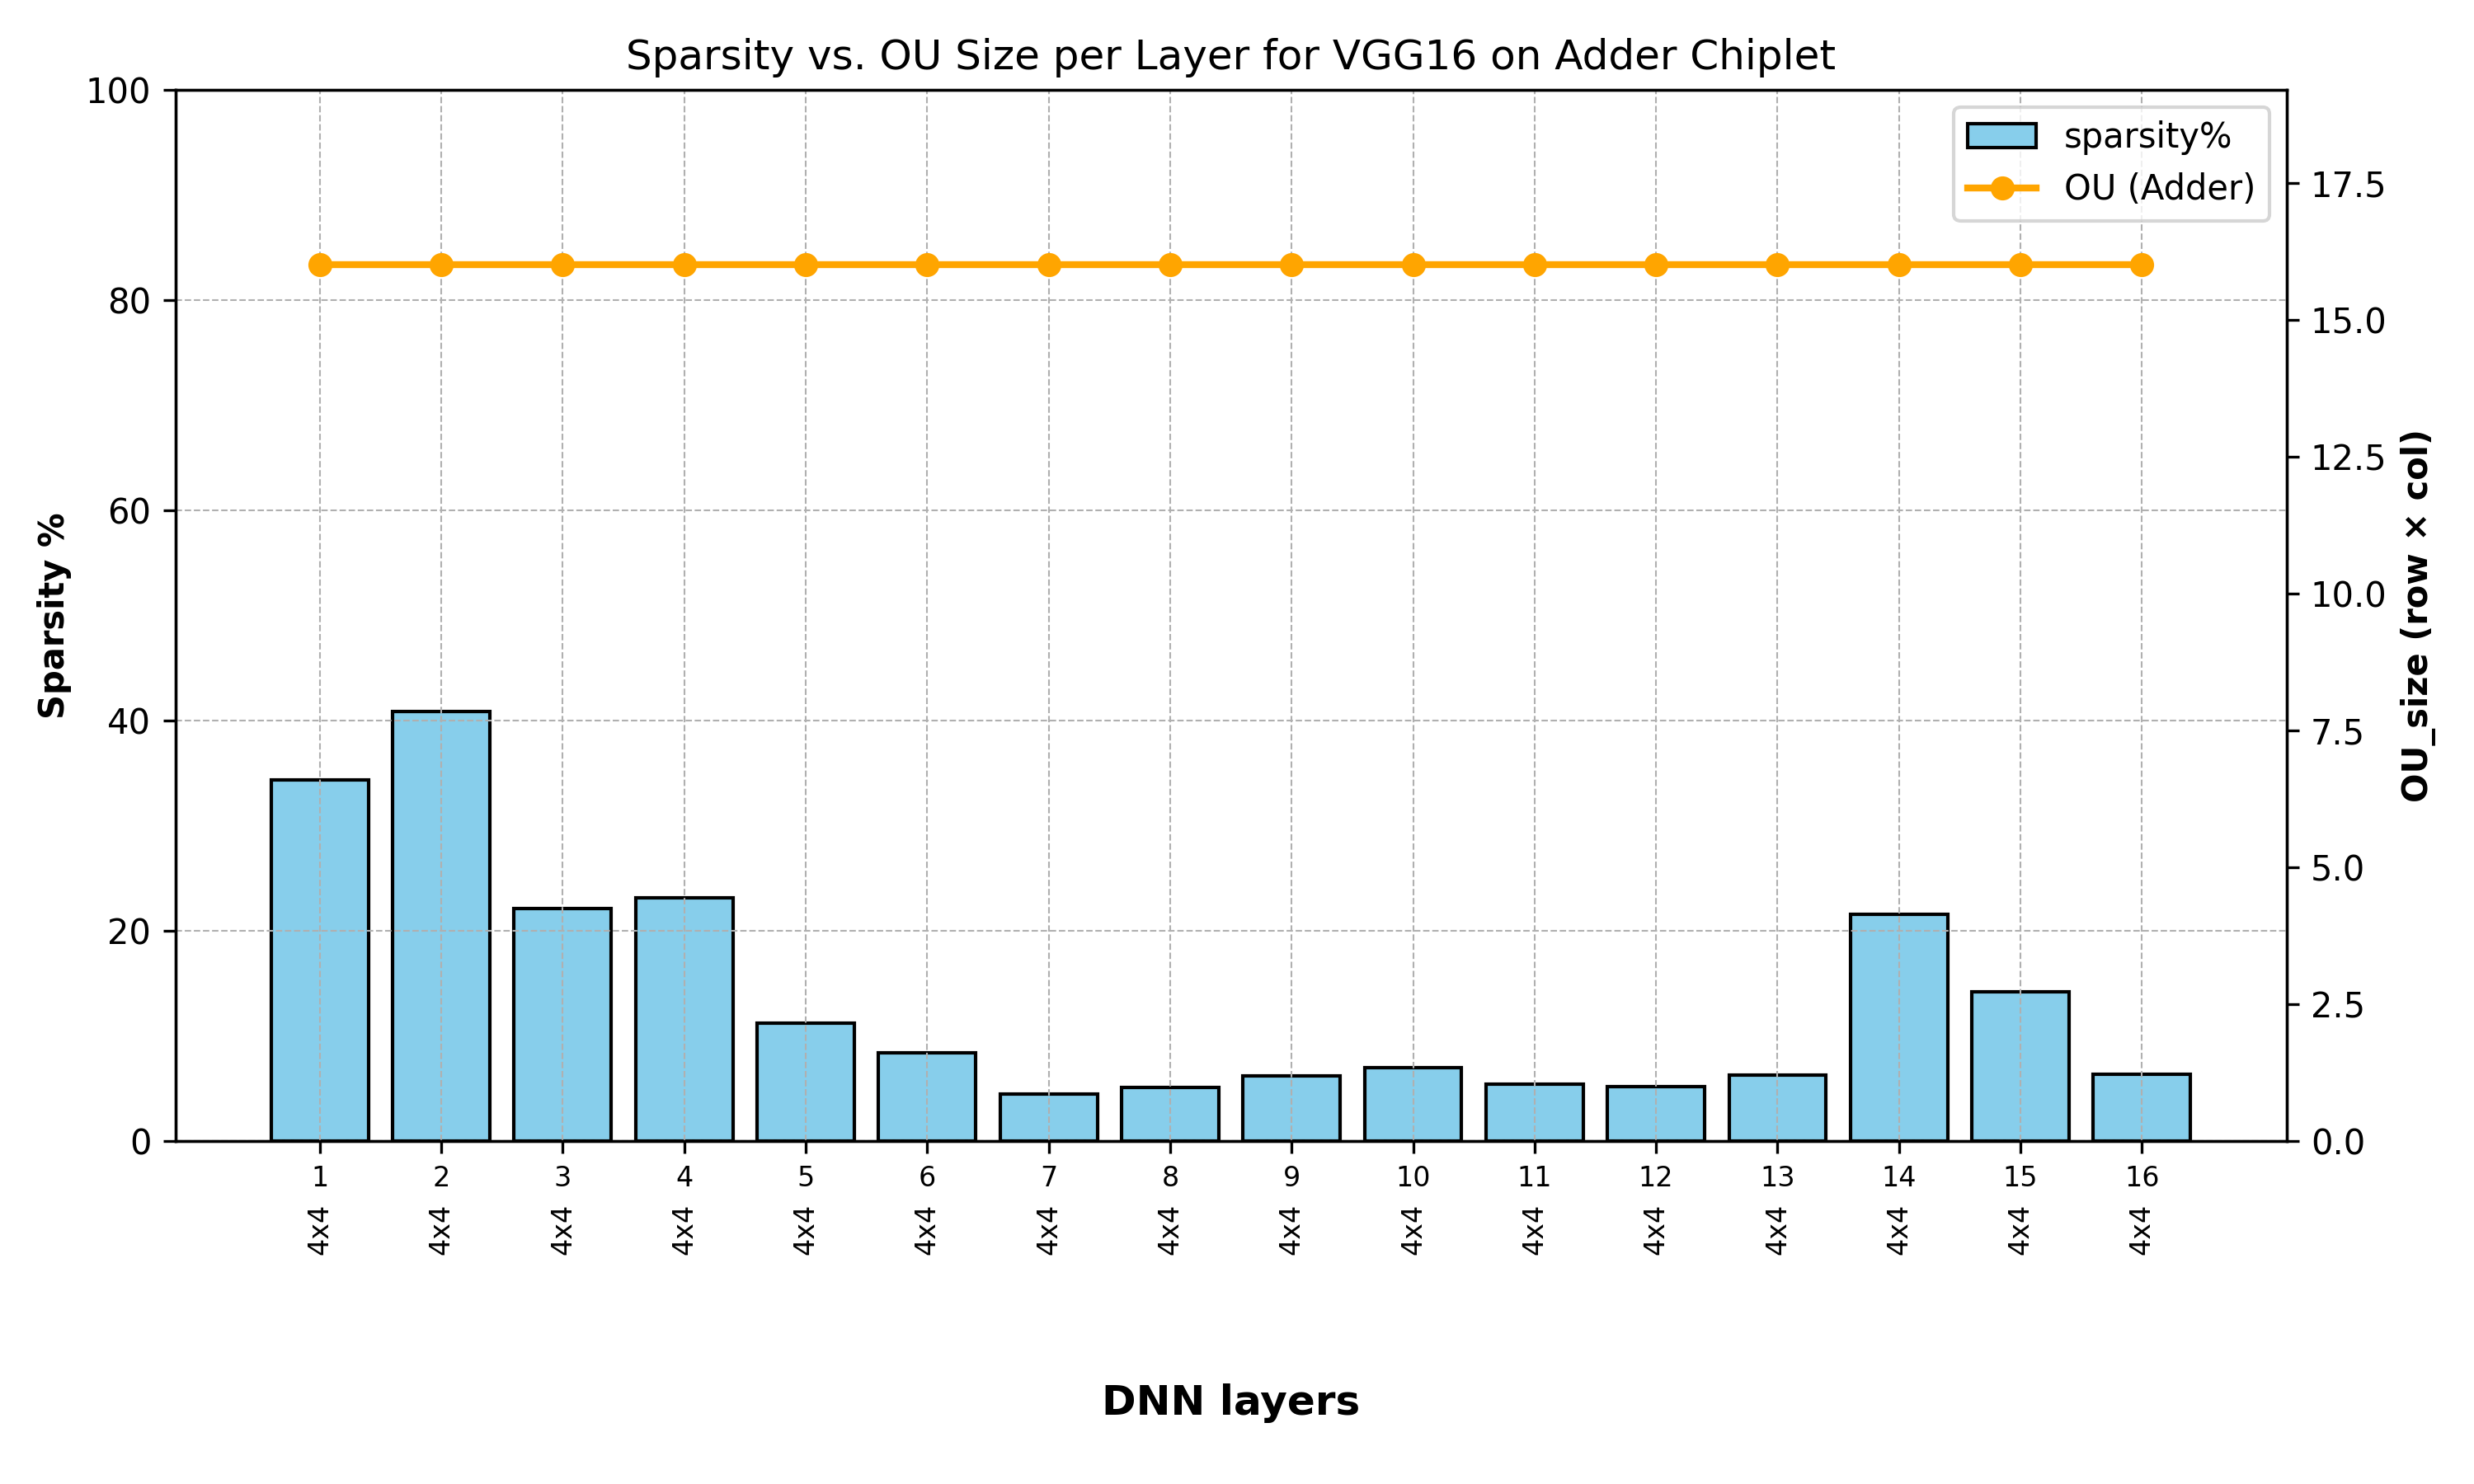 Sparsity vs. OU Size per Layer for VGG16 on Adder Chiplet
sparsity%
OU (Adder)
Sparsity %
100
80
60
40
20
0
17.5
15.0
12.5
10.0
7.5
5.0
2.5
0.0
OU_size (row × col)
1 2 3 4 5 6 7 8 9 10 11 12 13 14 15 16
4x4 4x4 4x4 4x4 4x4 4x4 4x4 4x4 4x4 4x4 4x4 4x4 4x4 4x4 4x4 4x4
DNN layers